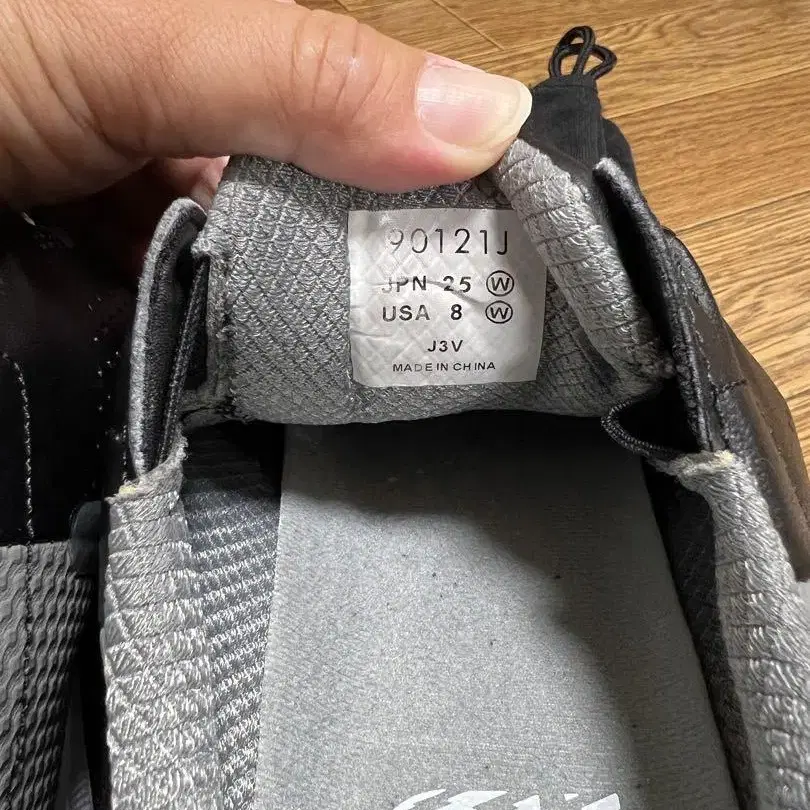 90121J
JPN 25 Ⓦ
USA 8 Ⓦ
J3V
MADE IN CHINA